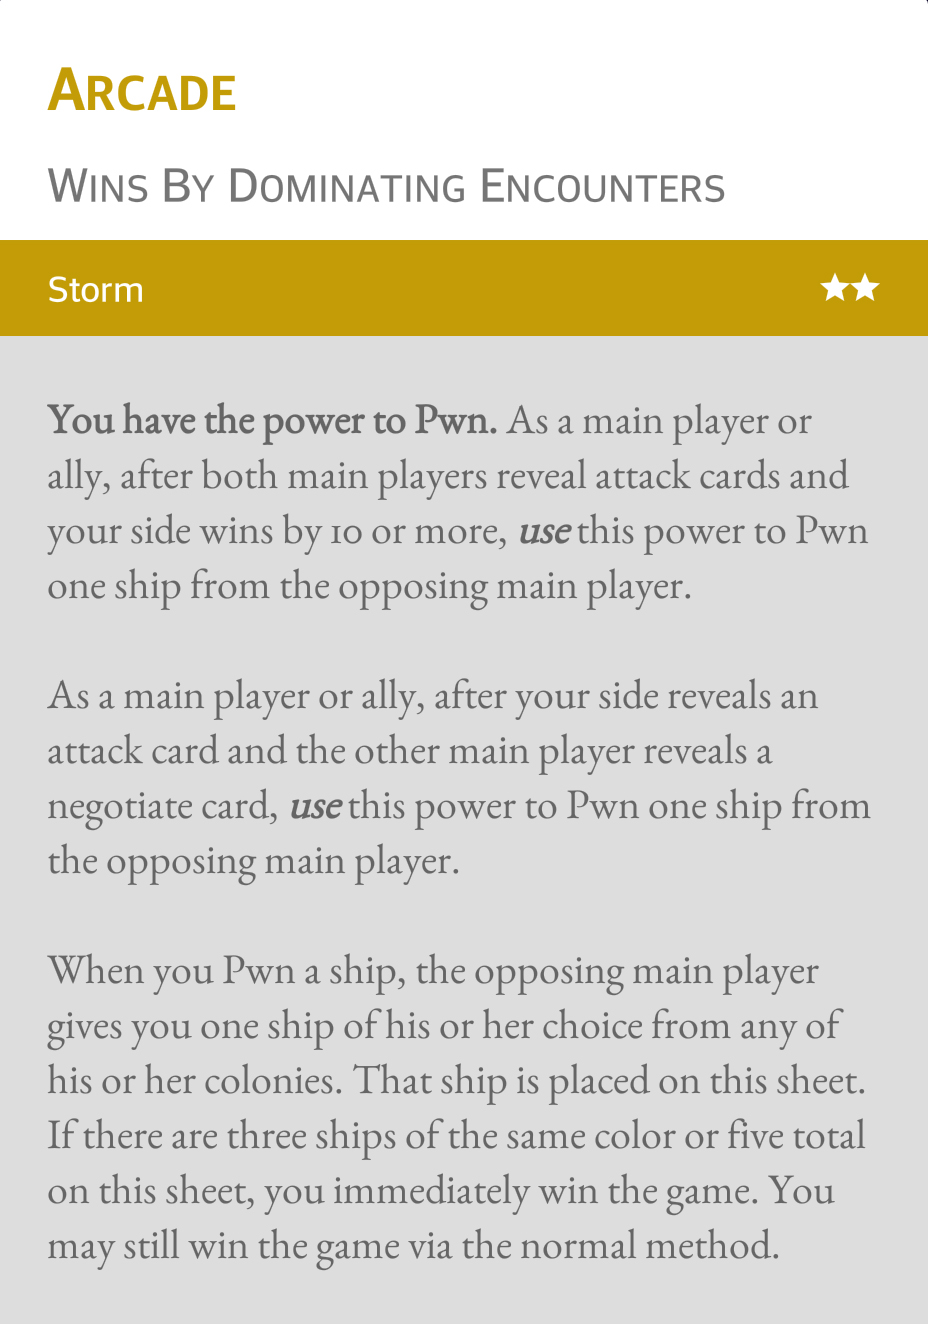 ARCADE
WINS BY DOMINATING ENCOUNTERS
Storm ★★
You have the power to Pwn. As a main player or
ally, after both main players reveal attack cards and
your side wins by 10 or more, use this power to Pwn
one ship from the opposing main player.
As a main player or ally, after your side reveals an
attack card and the other main player reveals a
negotiate card, use this power to Pwn one ship from
the opposing main player.
When you Pwn a ship, the opposing main player
gives you one ship of his or her choice from any of
his or her colonies. That ship is placed on this sheet.
If there are three ships of the same color or five total
on this sheet, you immediately win the game. You
may still win the game via the normal method.